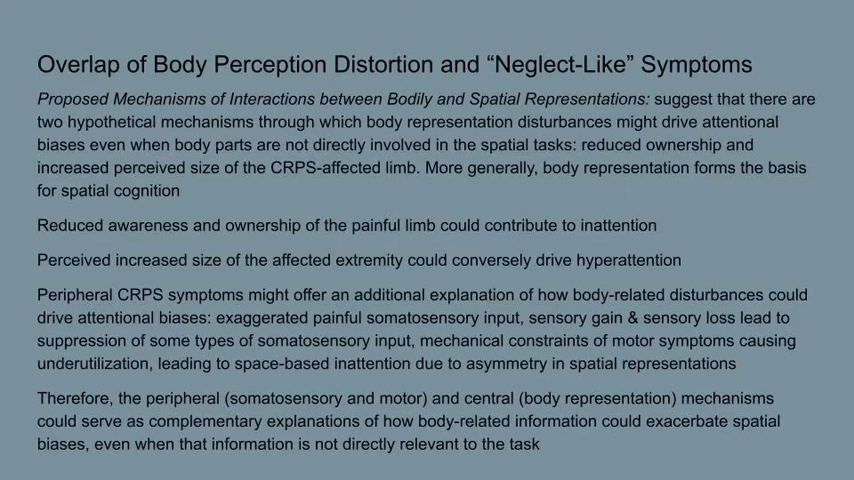 Overlap of Body Perception Distortion and “Neglect-Like” Symptoms
Proposed Mechanisms of Interactions between Bodily and Spatial Representations: suggest that there are
two hypothetical mechanisms through which body representation disturbances might drive attentional
biases even when body parts are not directly involved in the spatial tasks: reduced ownership and
increased perceived size of the CRPS-affected limb. More generally, body representation forms the basis
for spatial cognition
Reduced awareness and ownership of the painful limb could contribute to inattention
Perceived increased size of the affected extremity could conversely drive hyperattention
Peripheral CRPS symptoms might offer an additional explanation of how body-related disturbances could
drive attentional biases: exaggerated painful somatosensory input, sensory gain & sensory loss lead to
suppression of some types of somatosensory input, mechanical constraints of motor symptoms causing
underutilization, leading to space-based inattention due to asymmetry in spatial representations
Therefore, the peripheral (somatosensory and motor) and central (body representation) mechanisms
could serve as complementary explanations of how body-related information could exacerbate spatial
biases, even when that information is not directly relevant to the task